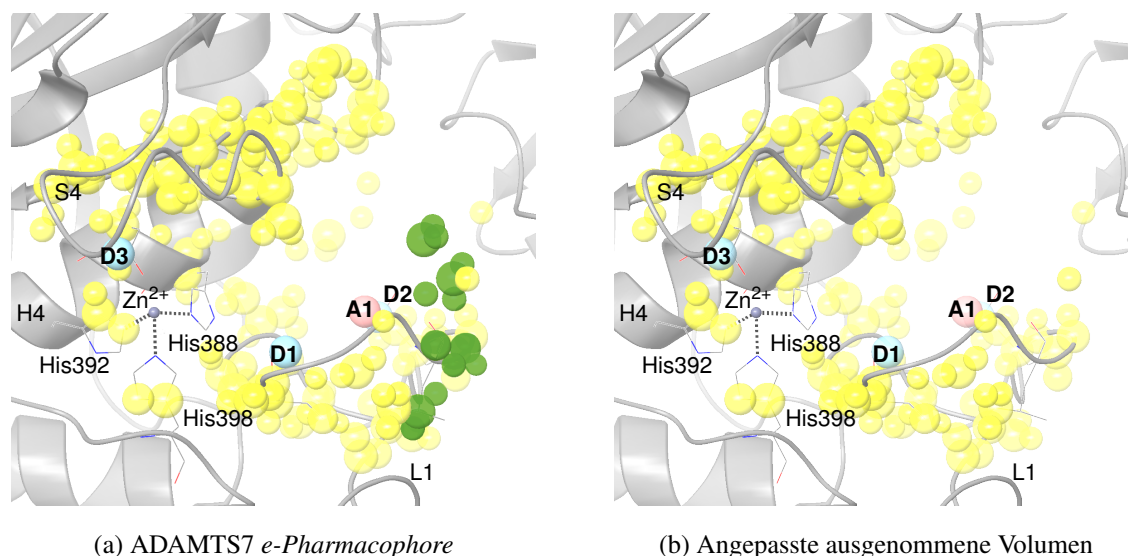 S4
D3
Zn2+
H4
His392
His388
D1
A1
D2
His398
L1
S4
D3
Zn2+
H4
His392
His388
D1
A1
D2
His398
L1
(a) ADAMTS7 e-Pharmacophore
(b) Angepasste ausgenommene Volumen